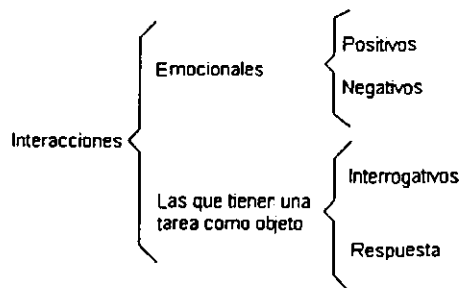 Interacciones
Emocionales
Positivos
Negativos
Las que tiener una
tarea como objeto
Interrogativos
Respuesta